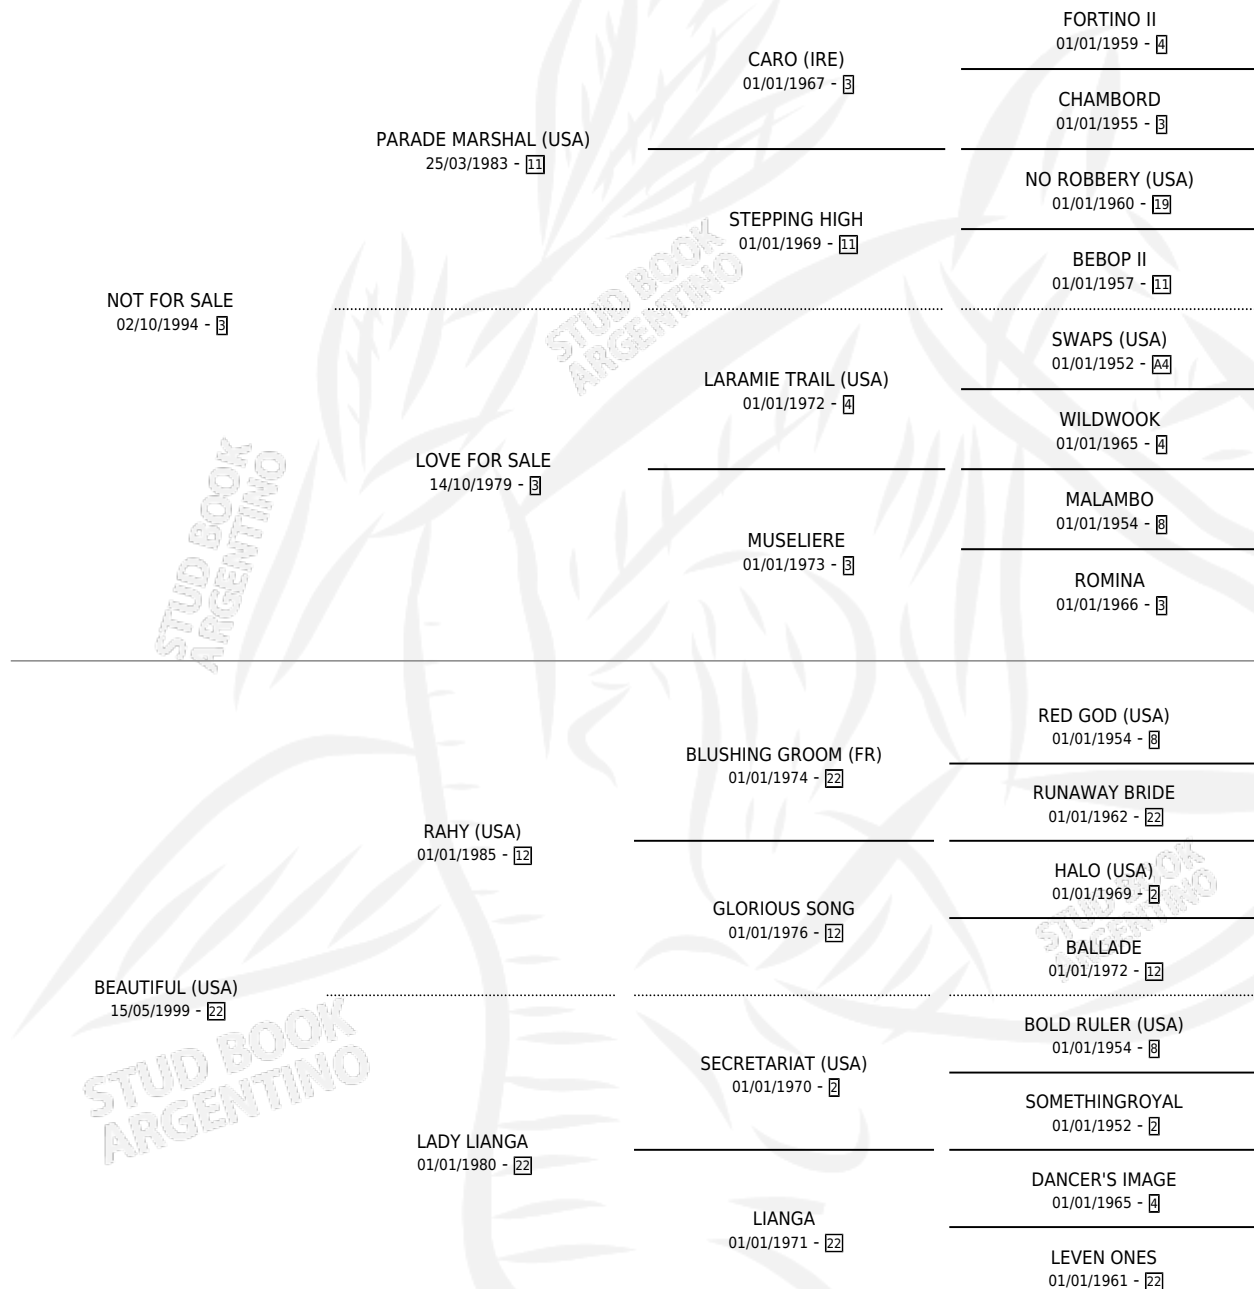 FORTINO II
01/01/1959 - 4
CARO (IRE)
01/01/1967 - 3
CHAMBORD
01/01/1955 - 3
PARADE MARSHAL (USA)
25/03/1983 - 11
NO ROBBERY (USA)
01/01/1960 - 19
STEPPING HIGH
01/01/1969 - 11
BEBOP II
01/01/1957 - 11
NOT FOR SALE
02/10/1994 - 3
STUD BOOK
ARGENTINO
SWAPS (USA)
01/01/1952 - A4
LARAMIE TRAIL (USA)
01/01/1972 - 4
WILDWOOK
01/01/1965 - 4
LOVE FOR SALE
14/10/1979 - 3
MALAMBO
01/01/1954 - 8
MUSELIERE
01/01/1973 - 3
ROMINA
01/01/1966 - 3
STUD BOOK
ARGENTINO
RED GOD (USA)
01/01/1954 - 8
BLUSHING GROOM (FR)
01/01/1974 - 22
RUNAWAY BRIDE
01/01/1962 - 22
RAHY (USA)
01/01/1985 - 12
HALO (USA)
01/01/1969 - 2
GLORIOUS SONG
01/01/1976 - 12
STUD BOOK
ARGENTINO
BALLADE
01/01/1972 - 12
BEAUTIFUL (USA)
15/05/1999 - 22
STUD BOOK
ARGENTINO
BOLD RULER (USA)
01/01/1954 - 8
SECRETARIAT (USA)
01/01/1970 - 2
SOMETHINGROYAL
01/01/1952 - 2
LADY LIANGA
01/01/1980 - 22
DANCER'S IMAGE
01/01/1965 - 4
LIANGA
01/01/1971 - 22
LEVEN ONES
01/01/1961 - 22